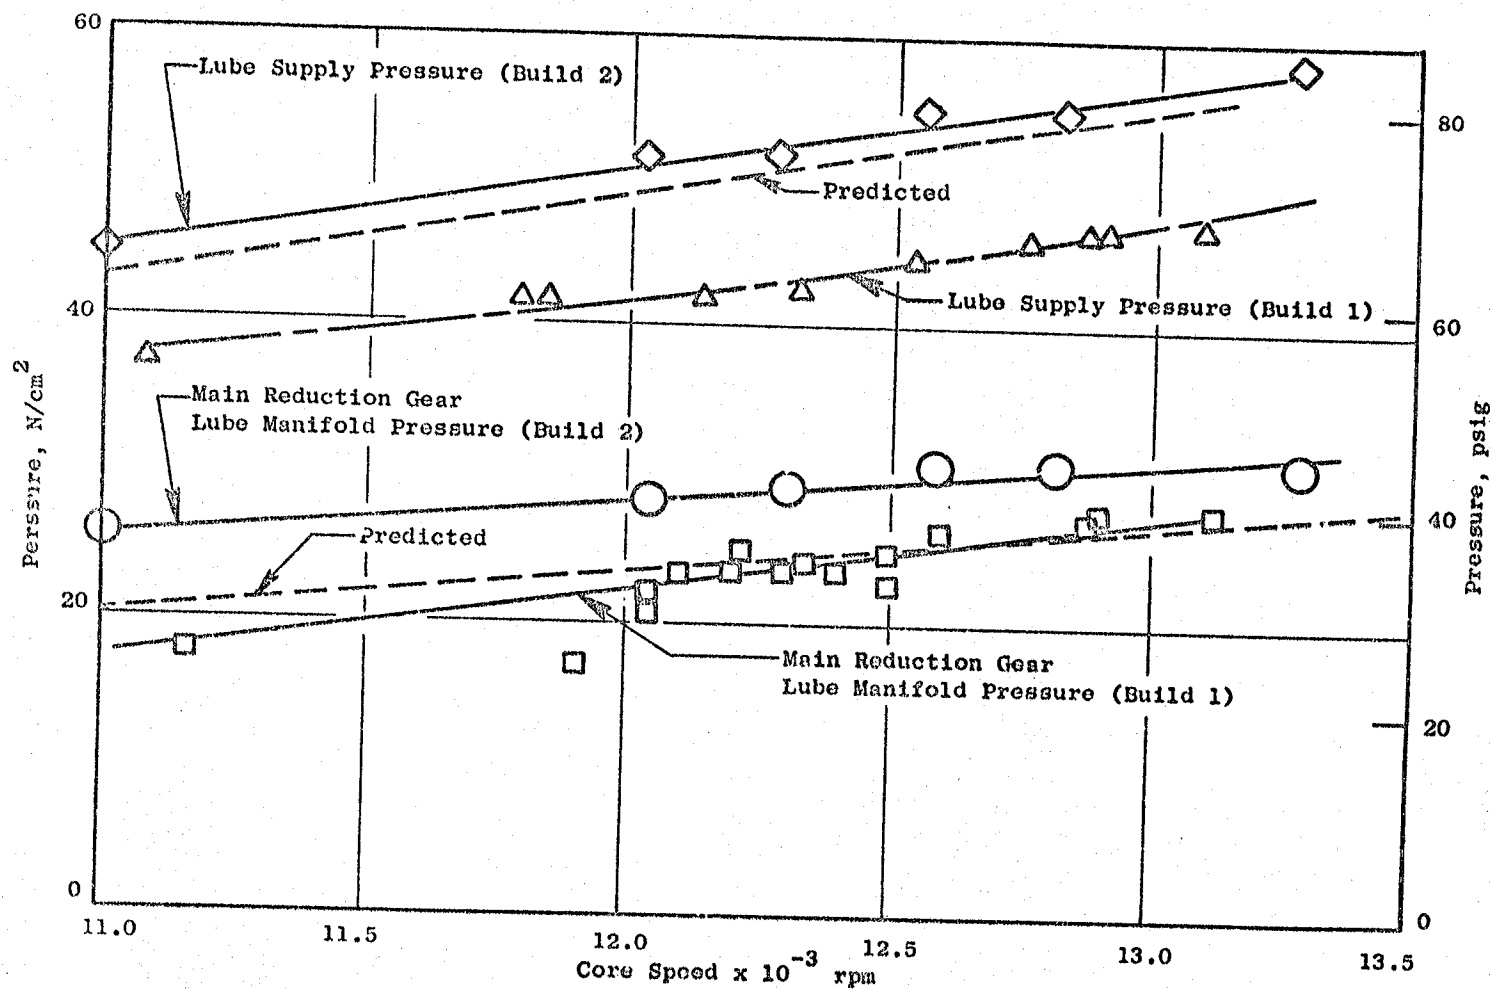 60
Lube Supply Pressure (Build 2)
80
Predicted
40
Lube Supply Pressure (Build 1)
60
Main Reduction Gear
Lube Manifold Pressure (Build 2)
Perssure, N/cm2
Pressure, psig
Predicted
40
20
Main Reduction Gear
Lube Manifold Pressure (Build 1)
20
0
0
11.0
11.5
12.0
12.5
13.0
13.5
Core Speed x 10-3 rpm